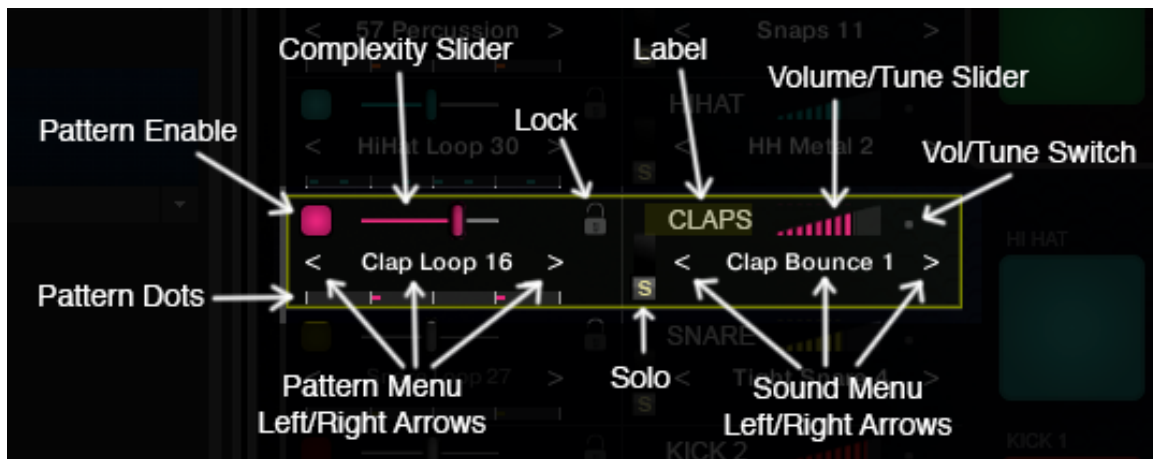 < 57 Percussion >
< Snaps 11 >
Complexity Slider
Label
Volume/Tune Slider
HIHAT
Pattern Enable
Lock
< HiHat Loop 30 >
< HH Metal 2
Vol/Tune Switch
S
CLAPS
HI HAT
< Clap Loop 16 >
< Clap Bounce 1 >
Pattern Dots
S
SNARE
Pattern Menu
Left/Right Arrows
Loop 27 >
Solo
<
Sound Menu
Left/Right Arrows
S
KICK 2
KICK 1